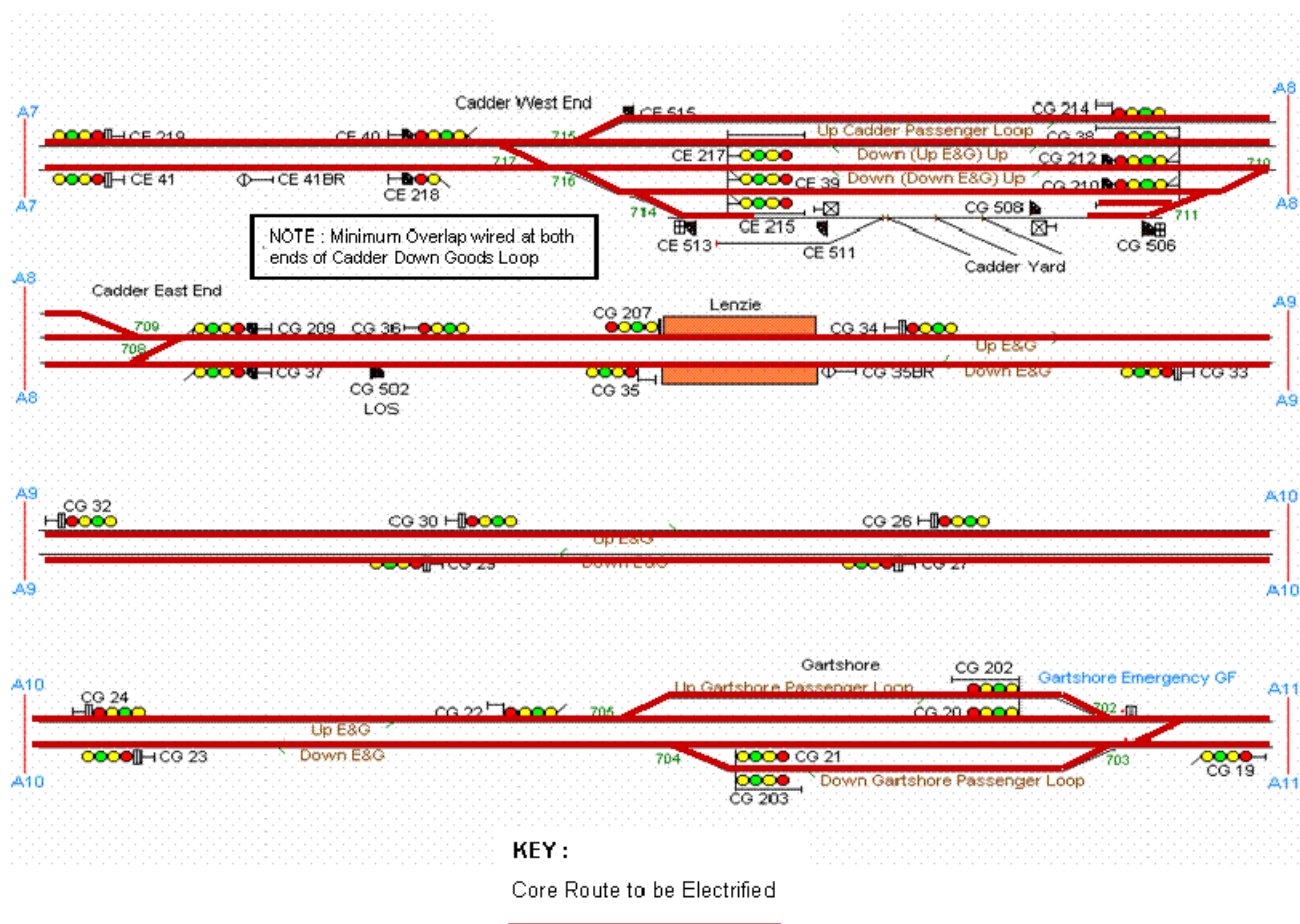 A7
Cadder West End
CE 515
CG 214
A8
CE 219
CE 40
715
Up Cadder Passenger Loop
CG 38
717
CE 217
Down (Up E&G) Up
CG 212
710
CE 41
CE 41BR
CE 218
716
CE 39
Down (Down E&G) Up
CG 210
A7
714
CE 215
CG 508
711
A8
NOTE : Minimum Overlap wired at both
ends of Cadder Down Goods Loop
CE 513
CE 511
CG 506
Cadder Yard
A8
Cadder East End
709
CG 209
CG 36
CG 207
Lenzie
CG 34
A9
Up E&G
708
CG 37
CG 502
LOS
CG 35
CG 35BR
Down E&G
CG 33
A8
A9
A9
CG 32
CG 30
CG 26
A10
Up E&G
CG 29
Down E&G
CG 27
A9
A10
A10
CG 24
CG 22
705
Up Gartshore Passenger Loop
Gartshore
CG 202
CG 20
Gartshore Emergency GF
702
A11
Up E&G
CG 23
Down E&G
704
CG 21
703
CG 19
A10
CG 203
Down Gartshore Passenger Loop
A11
KEY :
Core Route to be Electrified